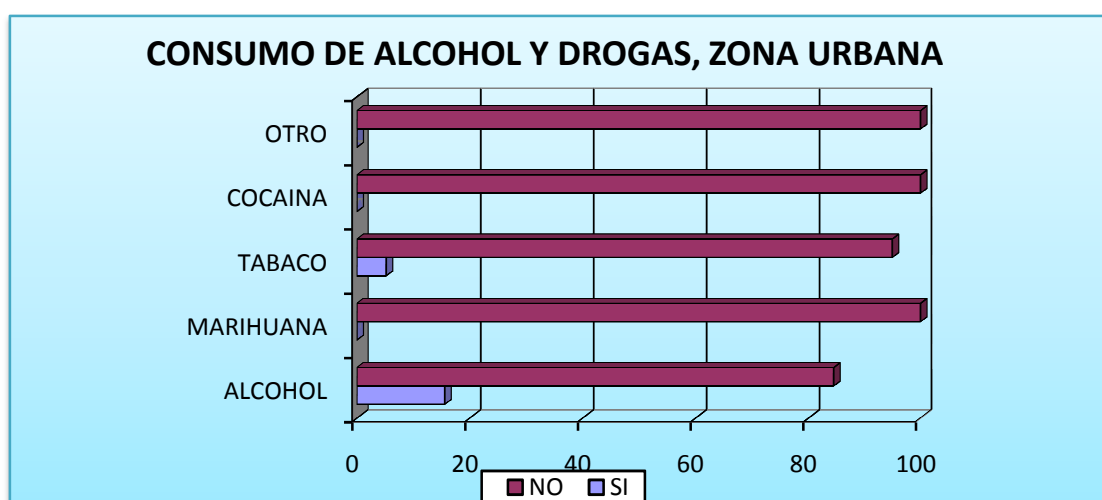 CONSUMO DE ALCOHOL Y DROGAS, ZONA URBANA
OTRO
COCAINA
TABACO
MARIHUANA
ALCOHOL
0 20 40 60 80 100
NO SI